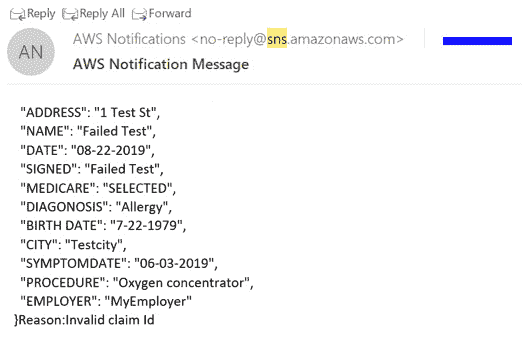 Reply Reply All Forward
AN
AWS Notifications <no-reply@sns.amazonaws.com>
AWS Notification Message
"ADDRESS": "1 Test St",
"NAME": "Failed Test",
"DATE": "08-22-2019",
"SIGNED": "Failed Test",
"MEDICARE": "SELECTED",
"DIAGONOSIS": "Allergy",
"BIRTH DATE": "7-22-1979",
"CITY": "Testcity",
"SYMPTOMDATE": "06-03-2019",
"PROCEDURE": "Oxygen concentrator",
"EMPLOYER": "MyEmployer"
}Reason:Invalid claim Id